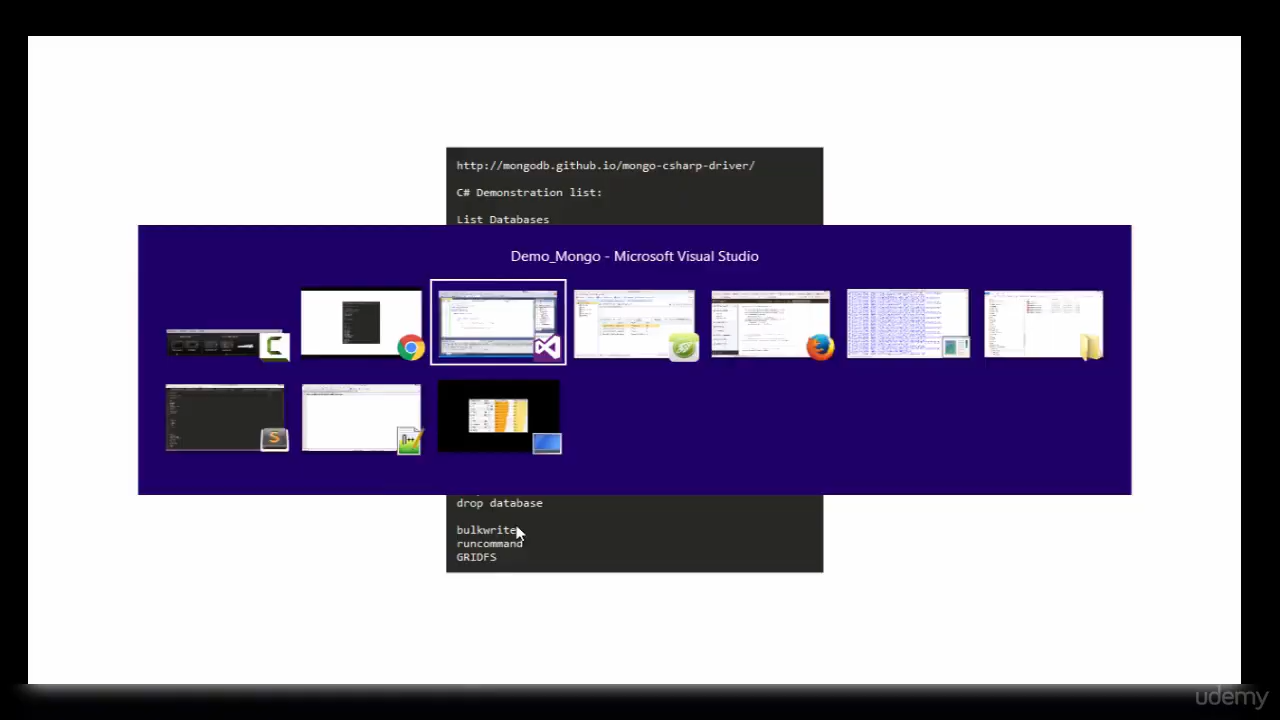 http://mongodb.github.io/mongo-csharp-driver/
C# Demonstration list:
List Databases
Demo_Mongo - Microsoft Visual Studio
drop database
bulkwrite
runcommand
GRIDFS
udemy